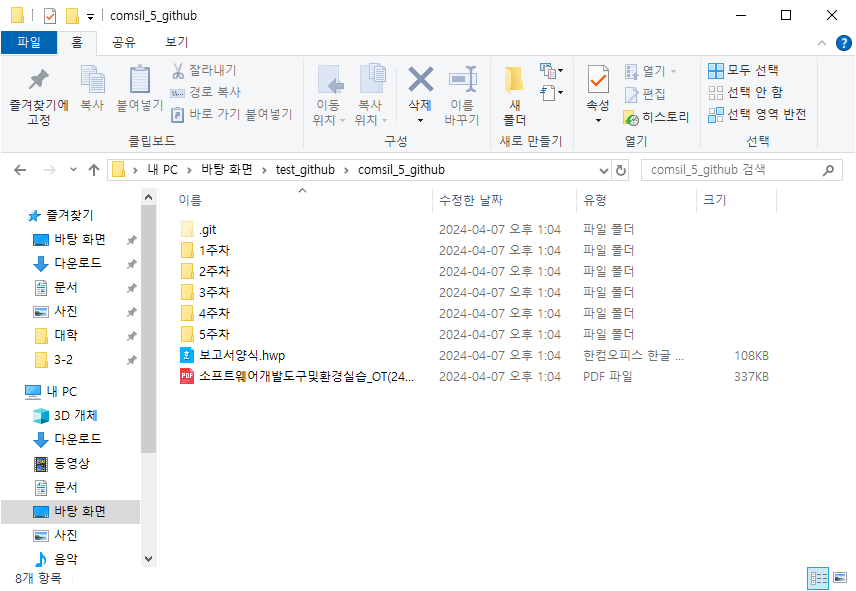 comsil_5_github
파일 홈 공유 보기
즐겨찾기에 고정
복사
붙여넣기
잘라내기
경로 복사
바로 가기 붙여넣기
클립보드
이동 위치
복사 위치
삭제
이름 바꾸기
구성
새 폴더
새로 만들기
속성
열기
편집
히스토리
열기
모두 선택
선택 안 함
선택 영역 반전
선택
내 PC > 바탕 화면 > test_github > comsil_5_github
comsil_5_github 검색
즐겨찾기
바탕 화면
다운로드
문서
사진
대학
3-2
내 PC
3D 개체
다운로드
동영상
문서
바탕 화면
사진
음악
이름 수정한 날짜 유형 크기
.git 2024-04-07 오후 1:04 파일 폴더
1주차 2024-04-07 오후 1:04 파일 폴더
2주차 2024-04-07 오후 1:04 파일 폴더
3주차 2024-04-07 오후 1:04 파일 폴더
4주차 2024-04-07 오후 1:04 파일 폴더
5주차 2024-04-07 오후 1:04 파일 폴더
보고서양식.hwp 2024-04-07 오후 1:04 한컴오피스 한글 ... 108KB
소프트웨어개발도구및환경실습_OT(24... 2024-04-07 오후 1:04 PDF 파일 337KB
8개 항목